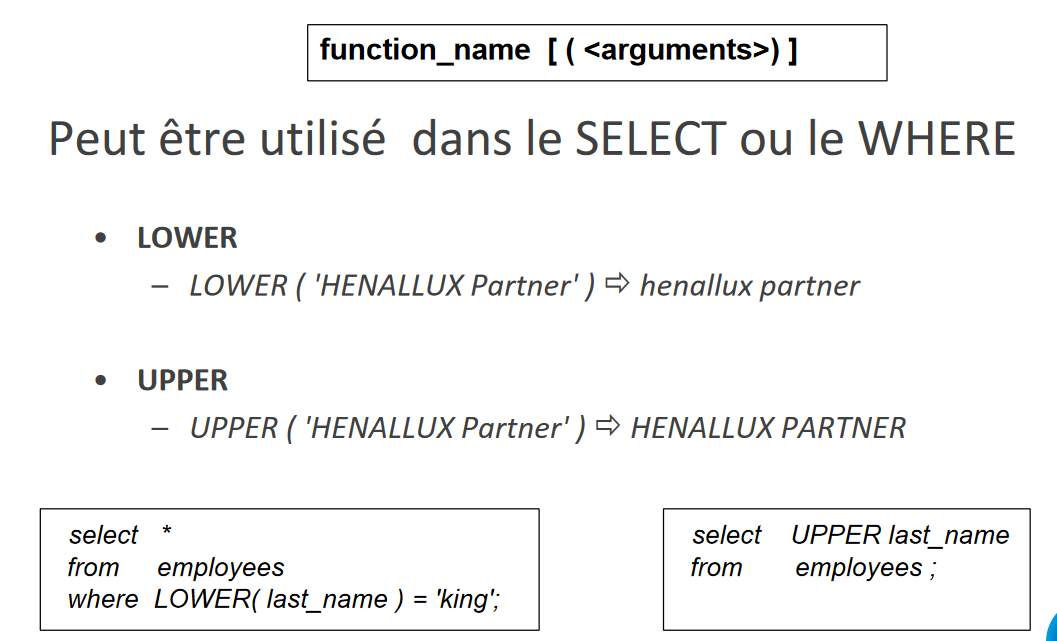 function_name [ ( <arguments>) ]
Peut être utilisé dans le SELECT ou le WHERE
• LOWER
– LOWER ( 'HENALLUX Partner' ) ⇨ henallux partner
• UPPER
– UPPER ( 'HENALLUX Partner' ) ⇨ HENALLUX PARTNER
select *
from employees
where LOWER( last_name ) = 'king';
select UPPER last_name
from employees ;